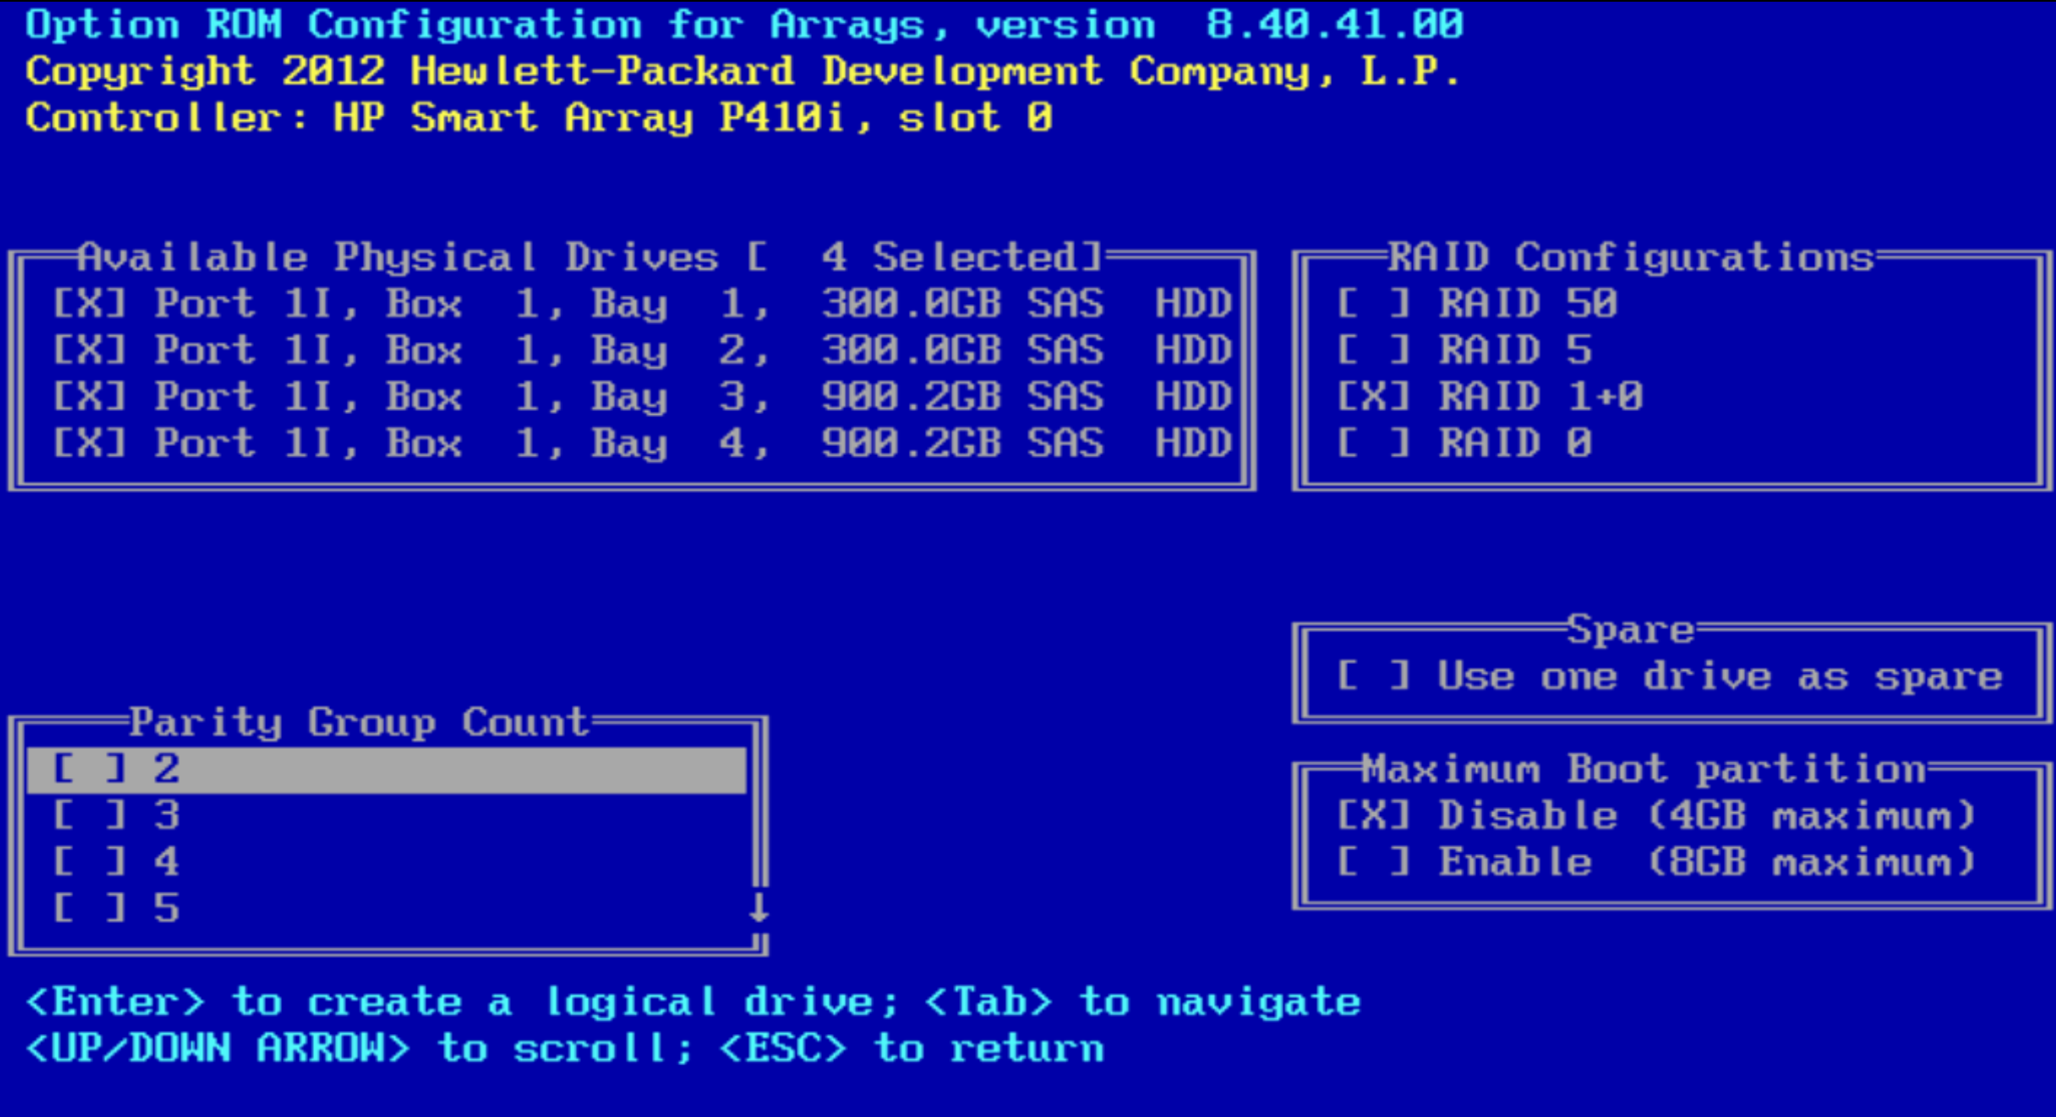 Option ROM Configuration for Arrays, version  8.40.41.00
Copyright 2012 Hewlett-Packard Development Company, L.P.
Controller: HP Smart Array P410i, slot 0
Available Physical Drives [  4 Selected]
[X] Port 1I, Box  1, Bay  1,  300.0GB SAS  HDD
[X] Port 1I, Box  1, Bay  2,  300.0GB SAS  HDD
[X] Port 1I, Box  1, Bay  3,  900.2GB SAS  HDD
[X] Port 1I, Box  1, Bay  4,  900.2GB SAS  HDD
RAID Configurations
[ ] RAID 50
[ ] RAID 5
[X] RAID 1+0
[ ] RAID 0
Spare
[ ] Use one drive as spare
Parity Group Count
[ ] 2
[ ] 3
[ ] 4
[ ] 5
Maximum Boot partition
[X] Disable (4GB maximum)
[ ] Enable  (8GB maximum)
<Enter> to create a logical drive; <Tab> to navigate
<UP/DOWN ARROW> to scroll; <ESC> to return